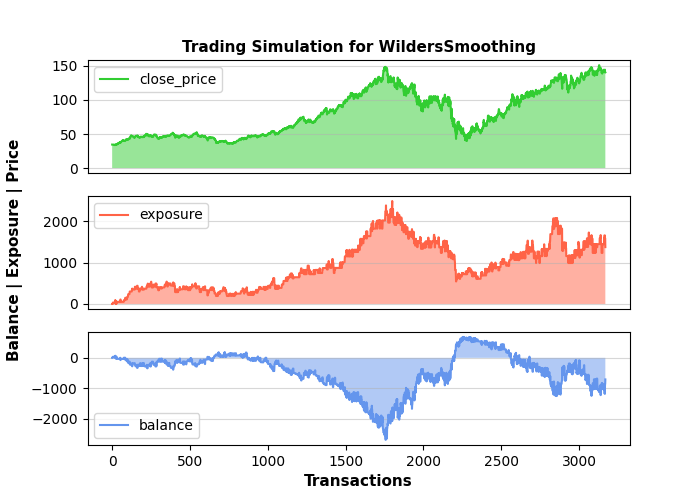 Trading Simulation for WildersSmoothing
150
100
50
0
close_price
2000
1000
0
exposure
0
−1000
−2000
balance
0 500 1000 1500 2000 2500 3000
Transactions
Balance | Exposure | Price